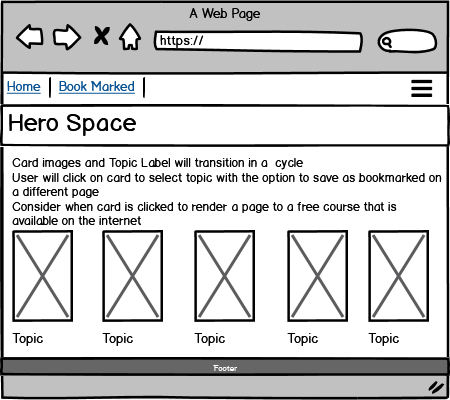 A Web Page
https://
Home Book Marked
Hero Space
Card images and Topic Label will transition in a cycle
User will click on card to select topic with the option to save as bookmarked on
a different page
Consider when card is clicked to render a page to a free course that is
available on the internet
Topic Topic Topic Topic Topic
Footer